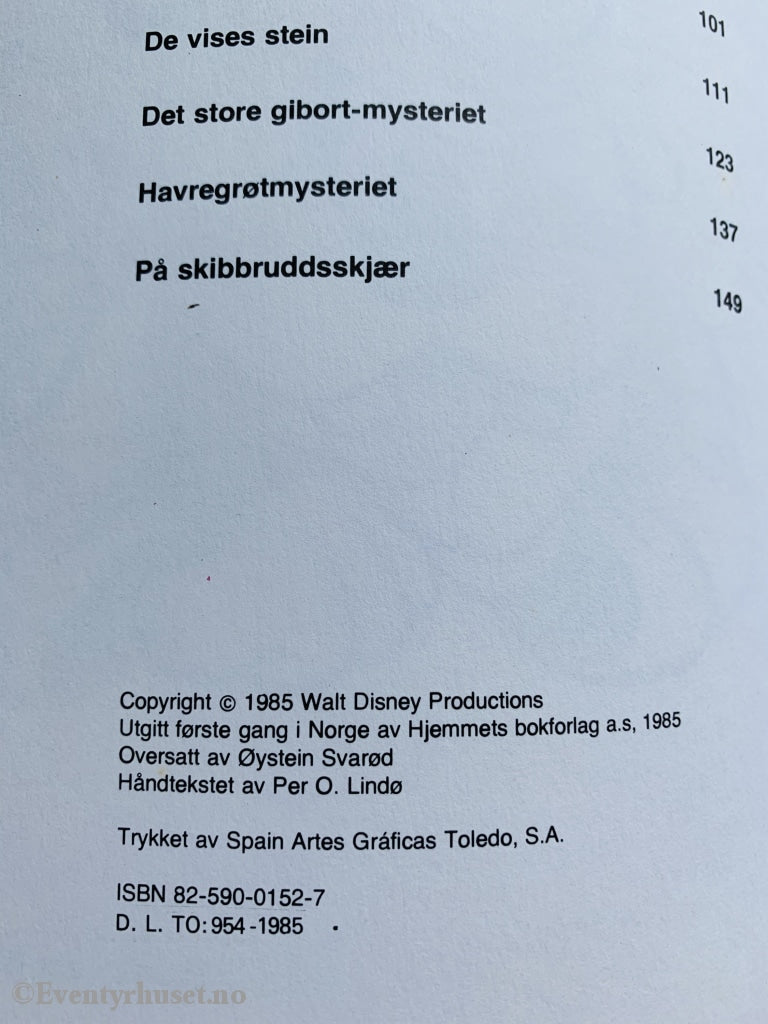 101
De vises stein 111
Det store gibort-mysteriet 123
Havregrøtmysteriet 137
På skibbruddsskjær 149
Copyright © 1985 Walt Disney Productions
Utgitt første gang i Norge av Hjemmets bokforlag a.s, 1985
Oversatt av Øystein Svarød
Håndtekstet av Per O. Lindø
Trykket av Spain Artes Gráficas Toledo, S.A.
ISBN 82-590-0152-7
D. L. TO: 954 -1985
©Eventyrhuset.no